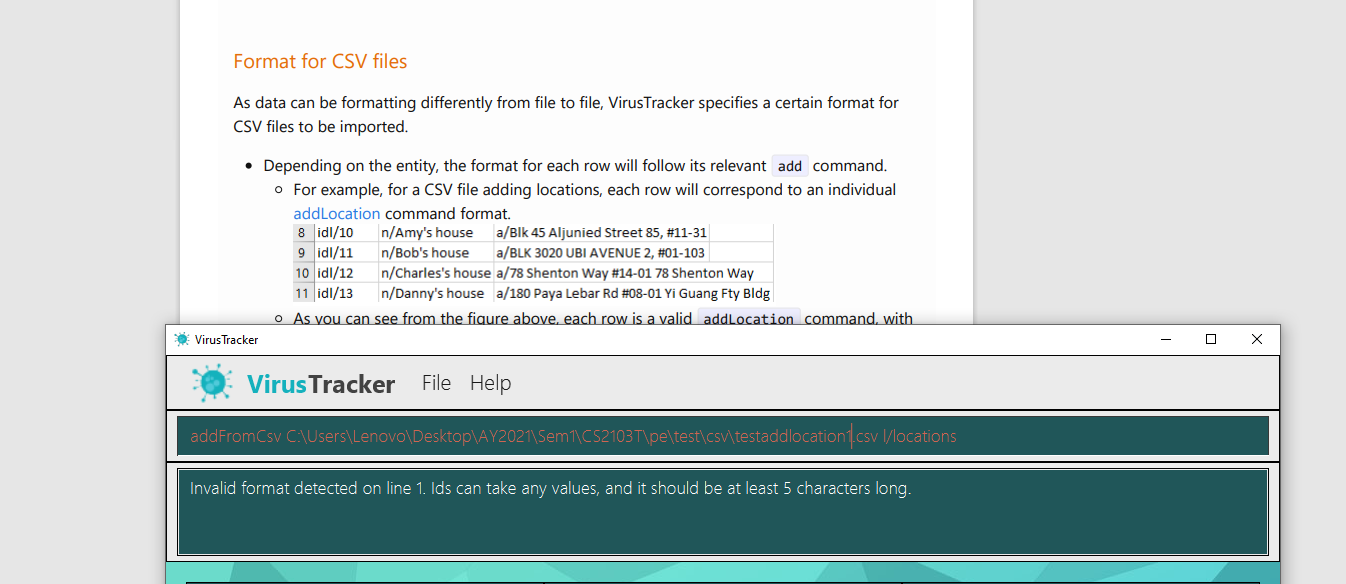 Format for CSV files
As data can be formatting differently from file to file, VirusTracker specifies a certain format for
CSV files to be imported.
Depending on the entity, the format for each row will follow its relevant add command.
For example, for a CSV file adding locations, each row will correspond to an individual
addLocation command format.
8 idl/10 n/Amy's house a/Blk 45 Aljunied Street 85, #11-31
9 idl/11 n/Bob's house a/BLK 3020 UBI AVENUE 2, #01-103
10 idl/12 n/Charles's house a/78 Shenton Way #14-01 78 Shenton Way
11 idl/13 n/Danny's house a/180 Paya Lebar Rd #08-01 Yi Guang Fty Bldg
As you can see from the figure above, each row is a valid addLocation command, with
VirusTracker
VirusTracker File Help
addFromCsv C:\Users\Lenovo\Desktop\AY2021\Sem1\CS2103T\pe\test\csv\testaddlocation1.csv l/locations
Invalid format detected on line 1. Ids can take any values, and it should be at least 5 characters long.